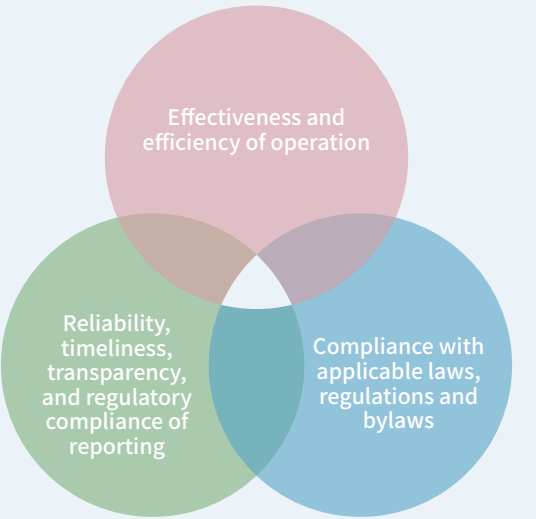 Effectiveness and
efficiency of operation
Reliability,
timeliness,
transparency,
and regulatory
compliance of
reporting
Compliance with
applicable laws,
regulations and
bylaws